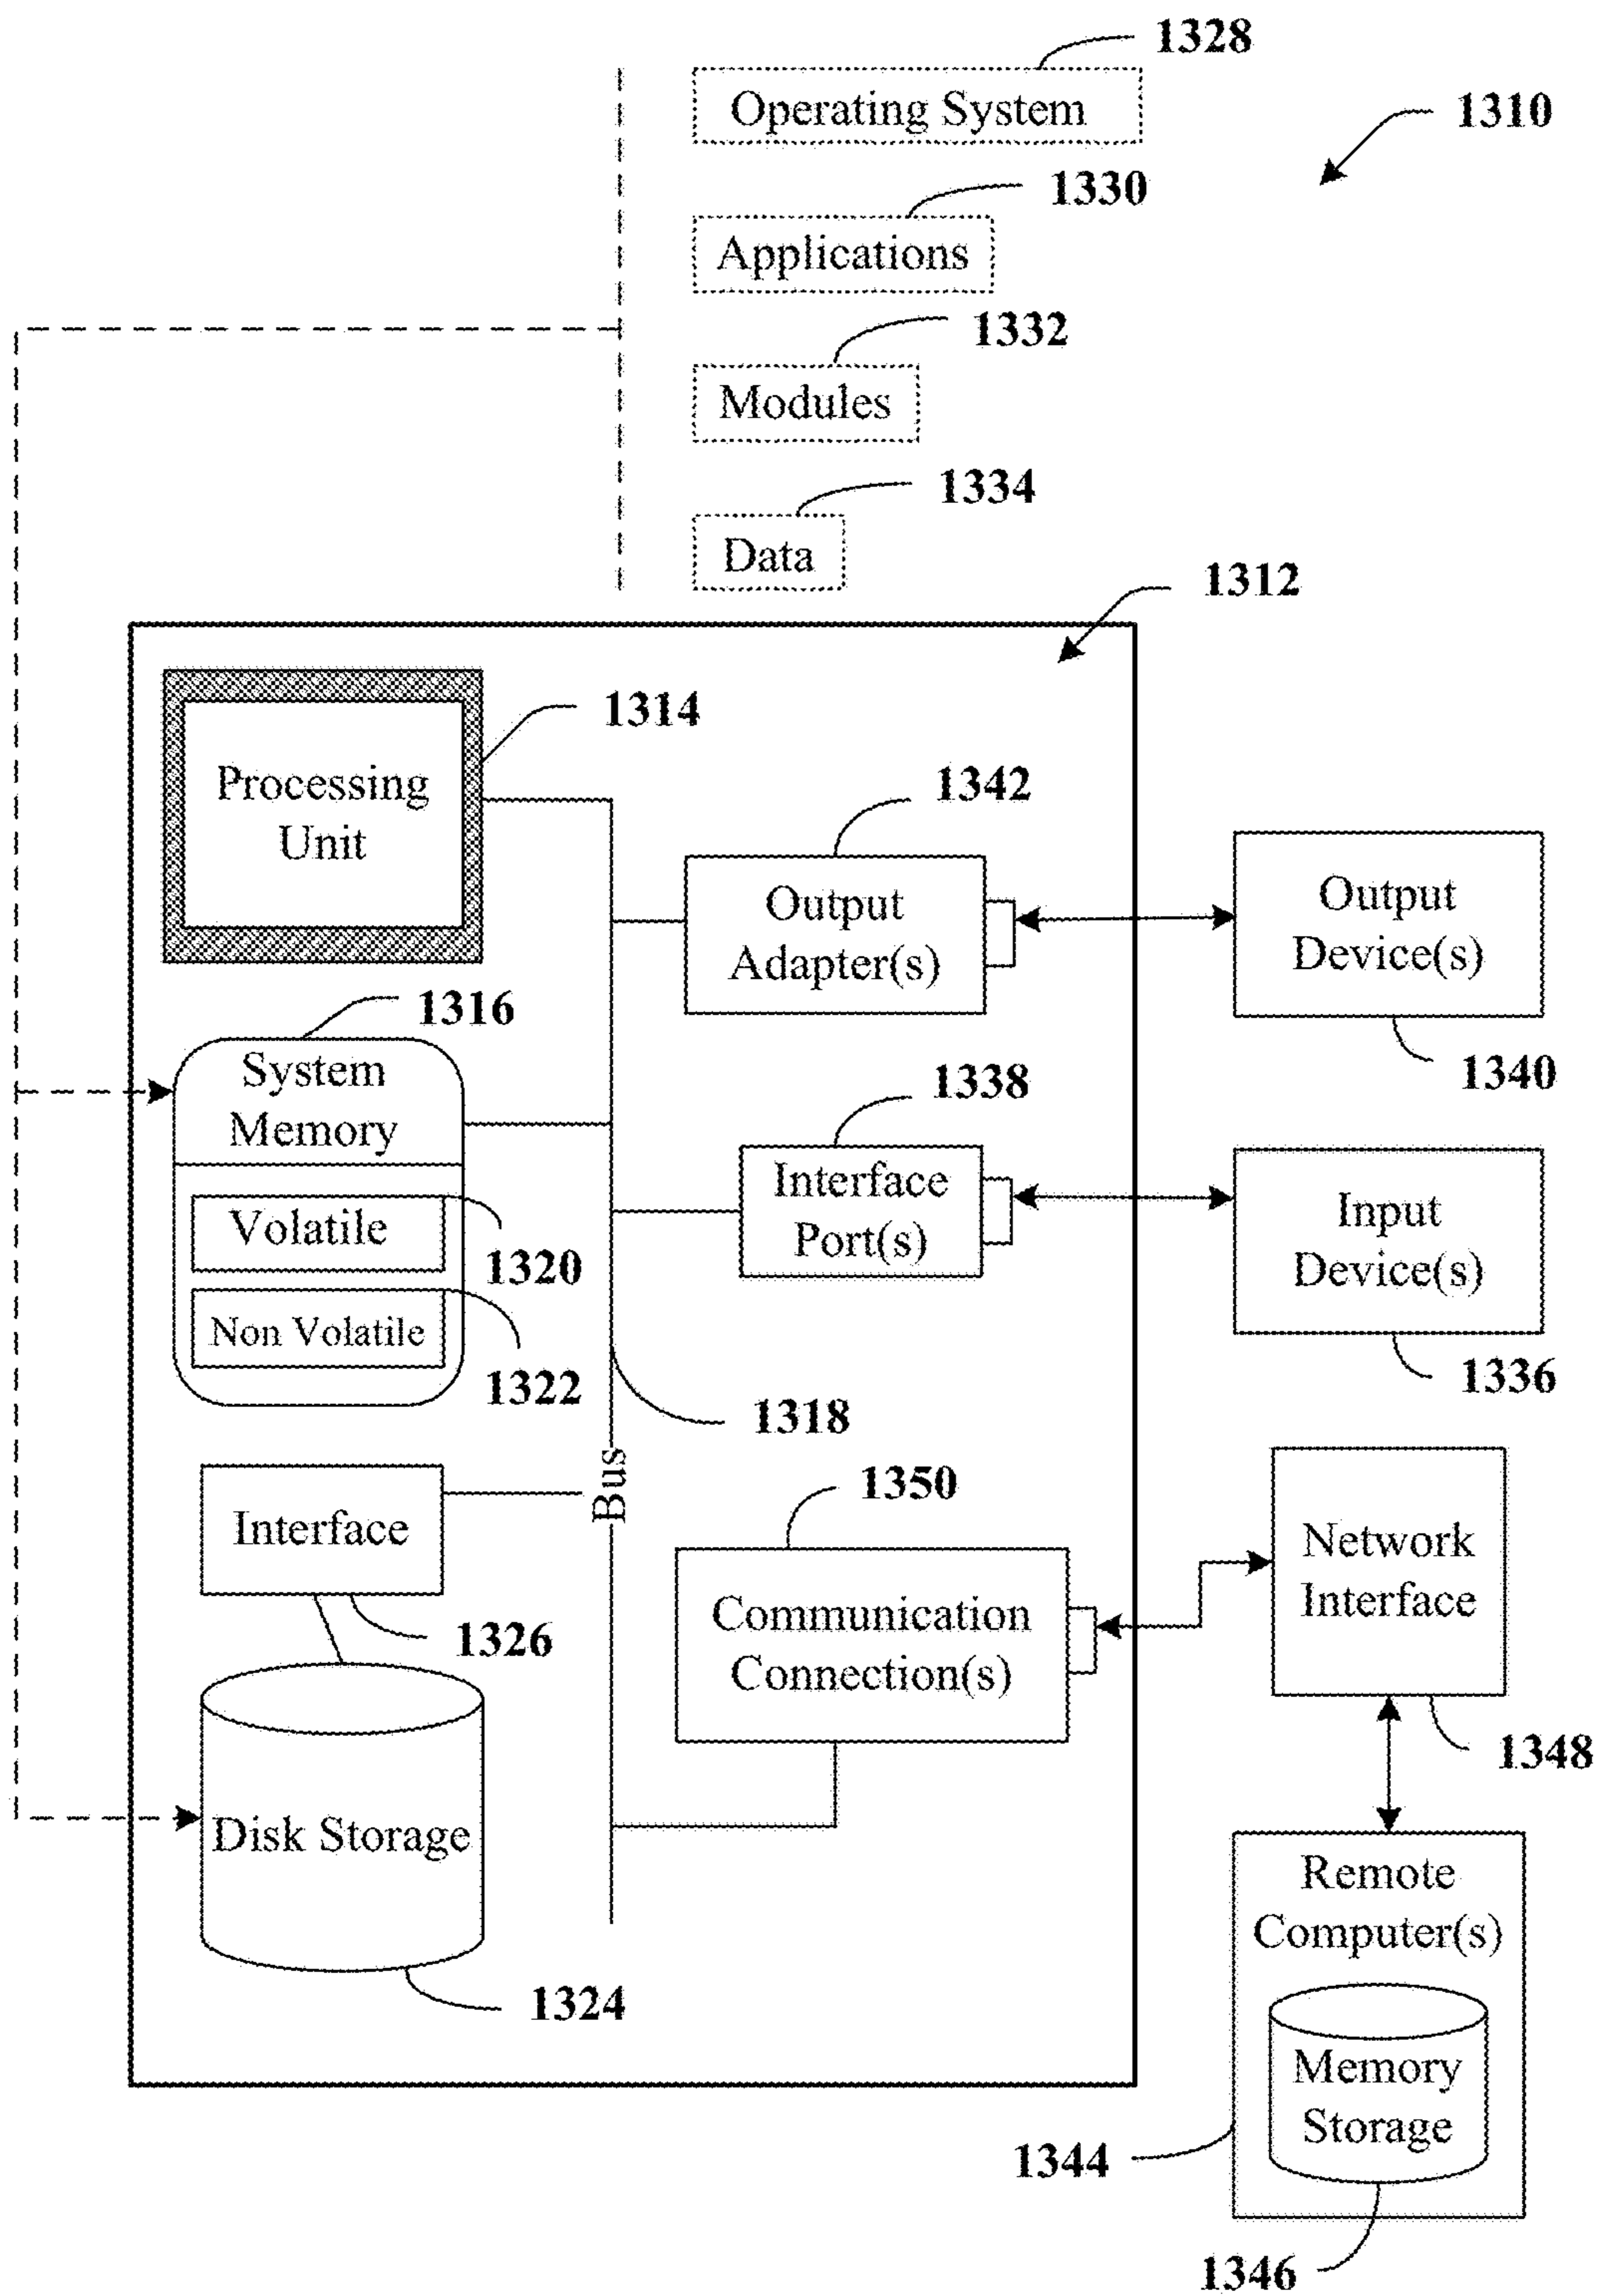 1328
Operating System
1310
1330
Applications
1332
Modules
1334
Data
1312
1314
Processing
Unit
1342
Output
Adapter(s)
Output
Device(s)
1340
1316
System
Memory
1338
Interface
Port(s)
Input
Device(s)
1336
Volatile
1320
Non Volatile
1322
1318
Bus
1350
Interface
1326
Communication
Connection(s)
Network
Interface
1348
Disk Storage
1324
Remote
Computer(s)
Memory
Storage
1344
1346